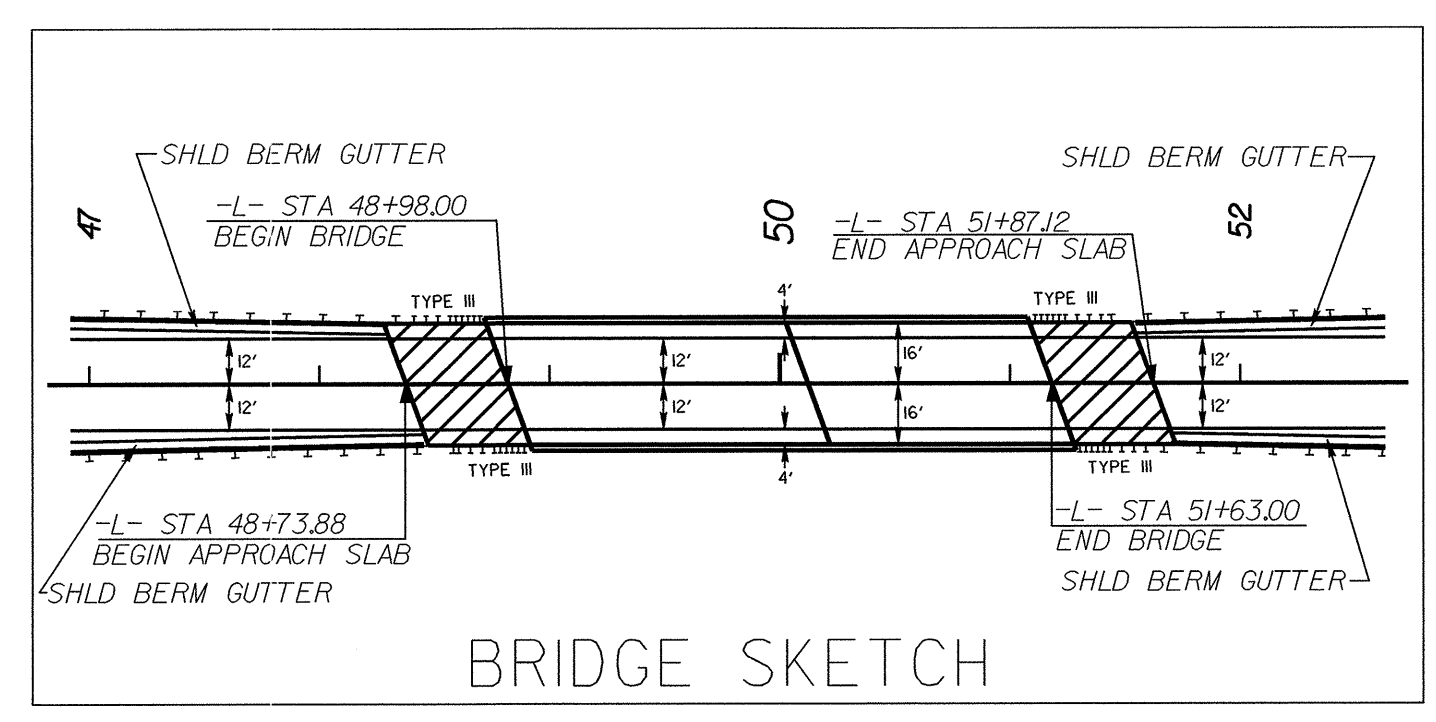 SHLD BERM GUTTER
SHLD BERM GUTTER
47
-L- STA 48+98.00
BEGIN BRIDGE
50
-L- STA 51+87.12
END APPROACH SLAB
52
TYPE III
4'
TYPE III
12'
12'
16'
12'
12'
12'
16'
12'
TYPE III
4'
TYPE III
-L- STA 48+73.88
BEGIN APPROACH SLAB
-L- STA 51+63.00
END BRIDGE
SHLD BERM GUTTER
SHLD BERM GUTTER
BRIDGE SKETCH